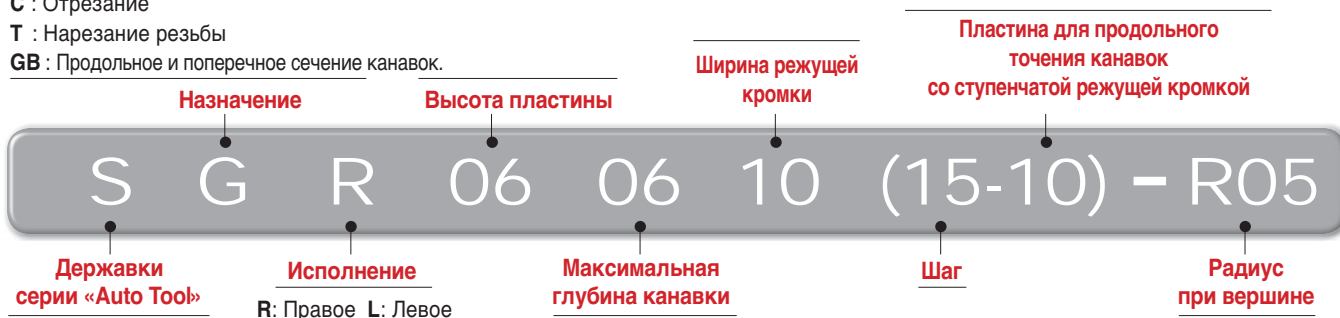 C : Отрезание
T : Нарезание резьбы
GB : Продольное и поперечное сечение канавок.
Назначение
Высота пластины
Ширина режущей
кромки
Пластина для продольного
точения канавок
со ступенчатой режущей кромкой
S G R 06 06 10 (15-10) - R05
Державки
серии «Auto Tool»
Исполнение
R: Правое L: Левое
Максимальная
глубина канавки
Шаг
Радиус
при вершине